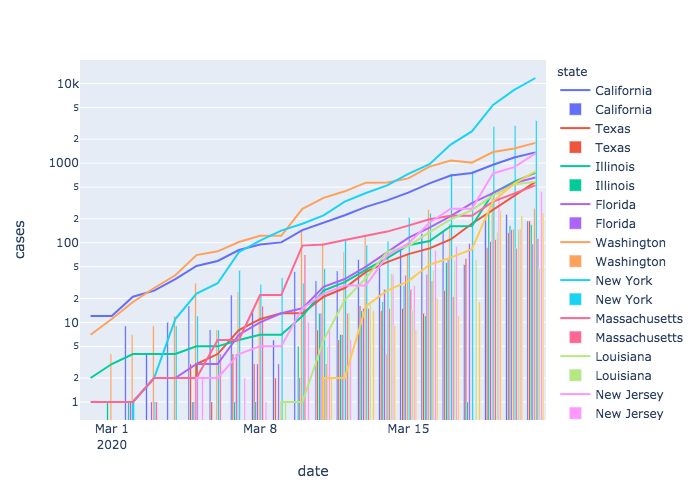 cases
10k
5
2
1000
5
2
100
5
2
10
5
2
1
Mar 1
2020
Mar 8
Mar 15
date
state
California
California
Texas
Texas
Illinois
Illinois
Florida
Florida
Washington
Washington
New York
New York
Massachusetts
Massachusetts
Louisiana
Louisiana
New Jersey
New Jersey